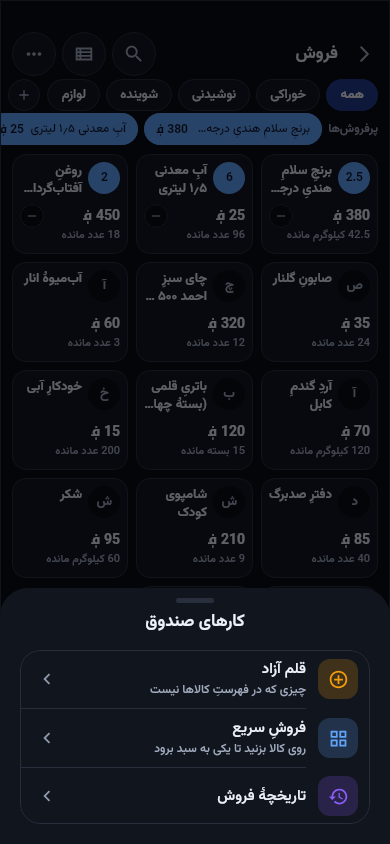 فروش
همه
خوراکی
نوشیدنی
شوینده
لوازم
پرفروش‌ها
برنج سلام هندیِ درجه… 380 ؋
آبِ معدنی ۱٫۵ لیتری 25 ؋
برنجِ سلامِ هندیِ درجـ…
2.5
380 ؋
42.5 کیلوگرم مانده
آبِ معدنی ۱٫۵ لیتری
6
25 ؋
96 عدد مانده
روغنِ آفتاب‌گردا…
2
450 ؋
18 عدد مانده
صابونِ گلنار
ص
35 ؋
24 عدد مانده
چای سبزِ احمد ۵۰۰ …
چ
320 ؋
12 عدد مانده
آب‌میوهٔ انار
آ
60 ؋
3 عدد مانده
آردِ گندمِ کابل
آ
70 ؋
120 کیلوگرم مانده
باتریِ قلمی (بستهٔ چها…
ب
120 ؋
15 بسته مانده
خودکارِ آبی
خ
15 ؋
200 عدد مانده
دفترِ صدبرگ
د
85 ؋
40 عدد مانده
شامپوی کودک
ش
210 ؋
9 عدد مانده
شکر
ش
95 ؋
60 کیلوگرم مانده
کارهای صندوق
قلم آزاد
چیزی که در فهرستِ کالاها نیست
فروشِ سریع
روی کالا بزنید تا یکی به سبد برود
تاریخچهٔ فروش